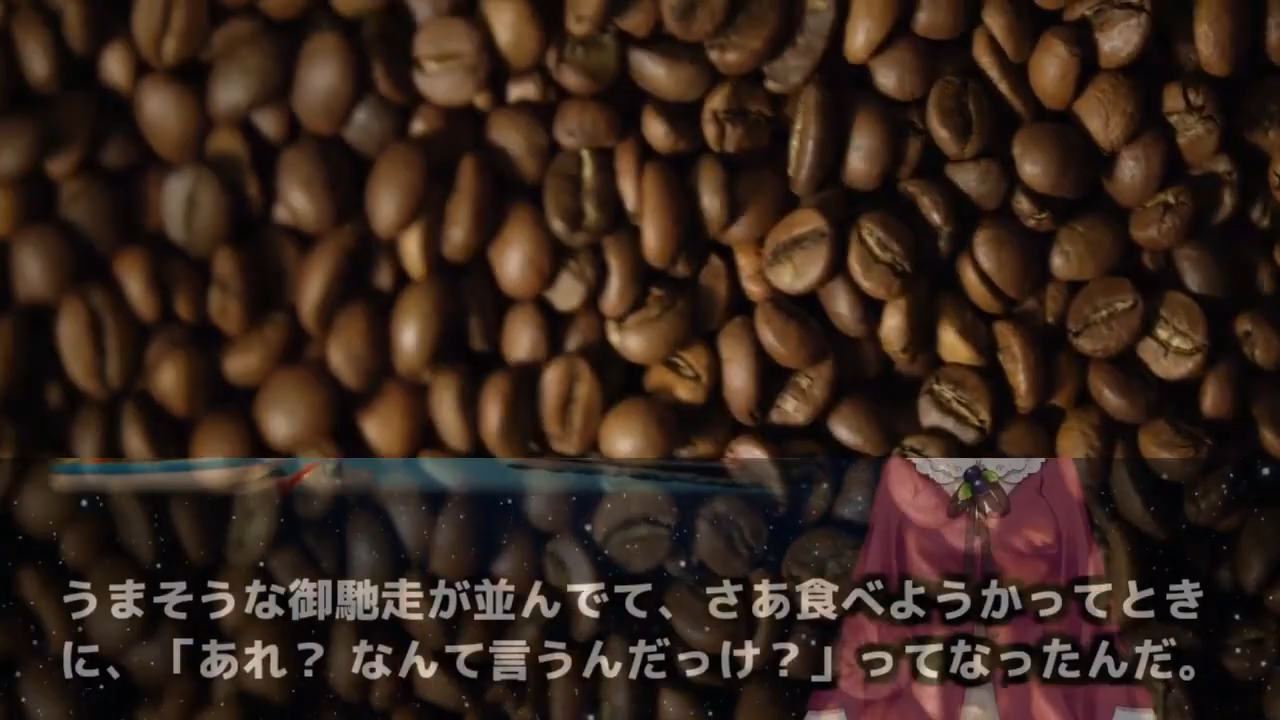 うまそうな御馳走が並んでて、さあ食べようかってとき
に、「あれ？ なんて言うんだっけ？」ってなったんだ。